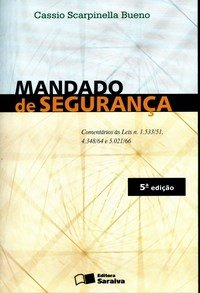 Cassio Scarpinella Bueno
MANDADO
de SEGURANÇA
Comentários às Leis n. 1.533/51,
4.348/64 e 5.021/66
5ª edição
Editora
Saraiva